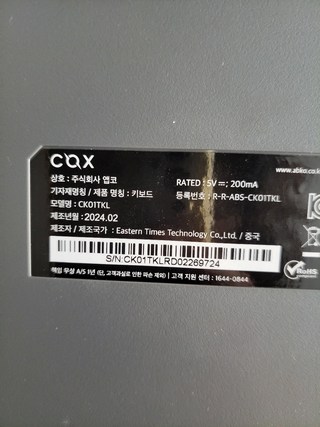 COX
상호 : 주식회사 앱코
기자재명칭 / 제품 명칭 : 키보드
모델명 : CK01TKL
제조년월 : 2024.02
제조자 / 제조국가 : Eastern Times Technology Co.,Ltd. / 중국
RATED : 5V⎓, 200mA
등록번호 : R-R-ABS-CK01TKL
www.abko.co.k
S/N:CK01TKLRD02269724
책임 무상 A/S 1년 (단, 고객과실로 인한 파손 제외) | 고객 지원 센터 : 1644-0844
RoHS